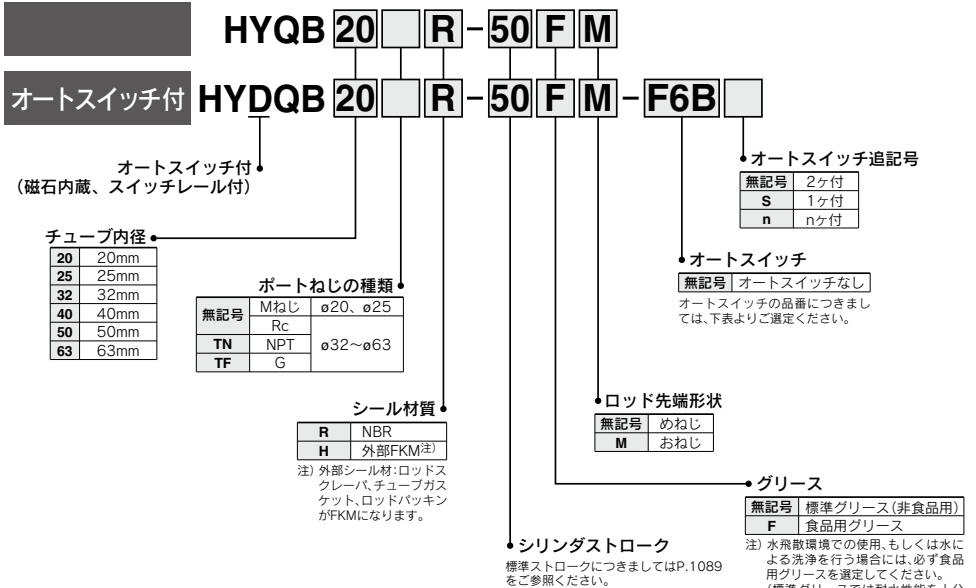 HYQB 20 R - 50 F M
オートスイッチ付 HYDQB 20 R - 50 F M - F6B
オートスイッチ付
(磁石内蔵、スイッチレール付)
チューブ内径
20 20mm
25 25mm
32 32mm
40 40mm
50 50mm
63 63mm
ポートねじの種類
無記号 Mねじ ø20、ø25
Rc ø32~ø63
TN NPT
TF G
シール材質
R NBR
H 外部FKM注)
注) 外部シール材:ロッドス
クレーパ、チューブガス
ケット、ロッドパッキン
がFKMになります。
シリンダストローク
標準ストロークにつきましてはP.1089
をご参照ください。
オートスイッチ追記号
無記号 2ヶ付
S 1ヶ付
n nヶ付
オートスイッチ
無記号 オートスイッチなし
オートスイッチの品番につきまし
ては、下表よりご選定ください。
ロッド先端形状
無記号 めねじ
M おねじ
グリース
無記号 標準グリース(非食品用)
F 食品用グリース
注) 水飛散環境での使用、もしくは水に
よる洗浄を行う場合には、必ず食品
用グリースを選定してください。